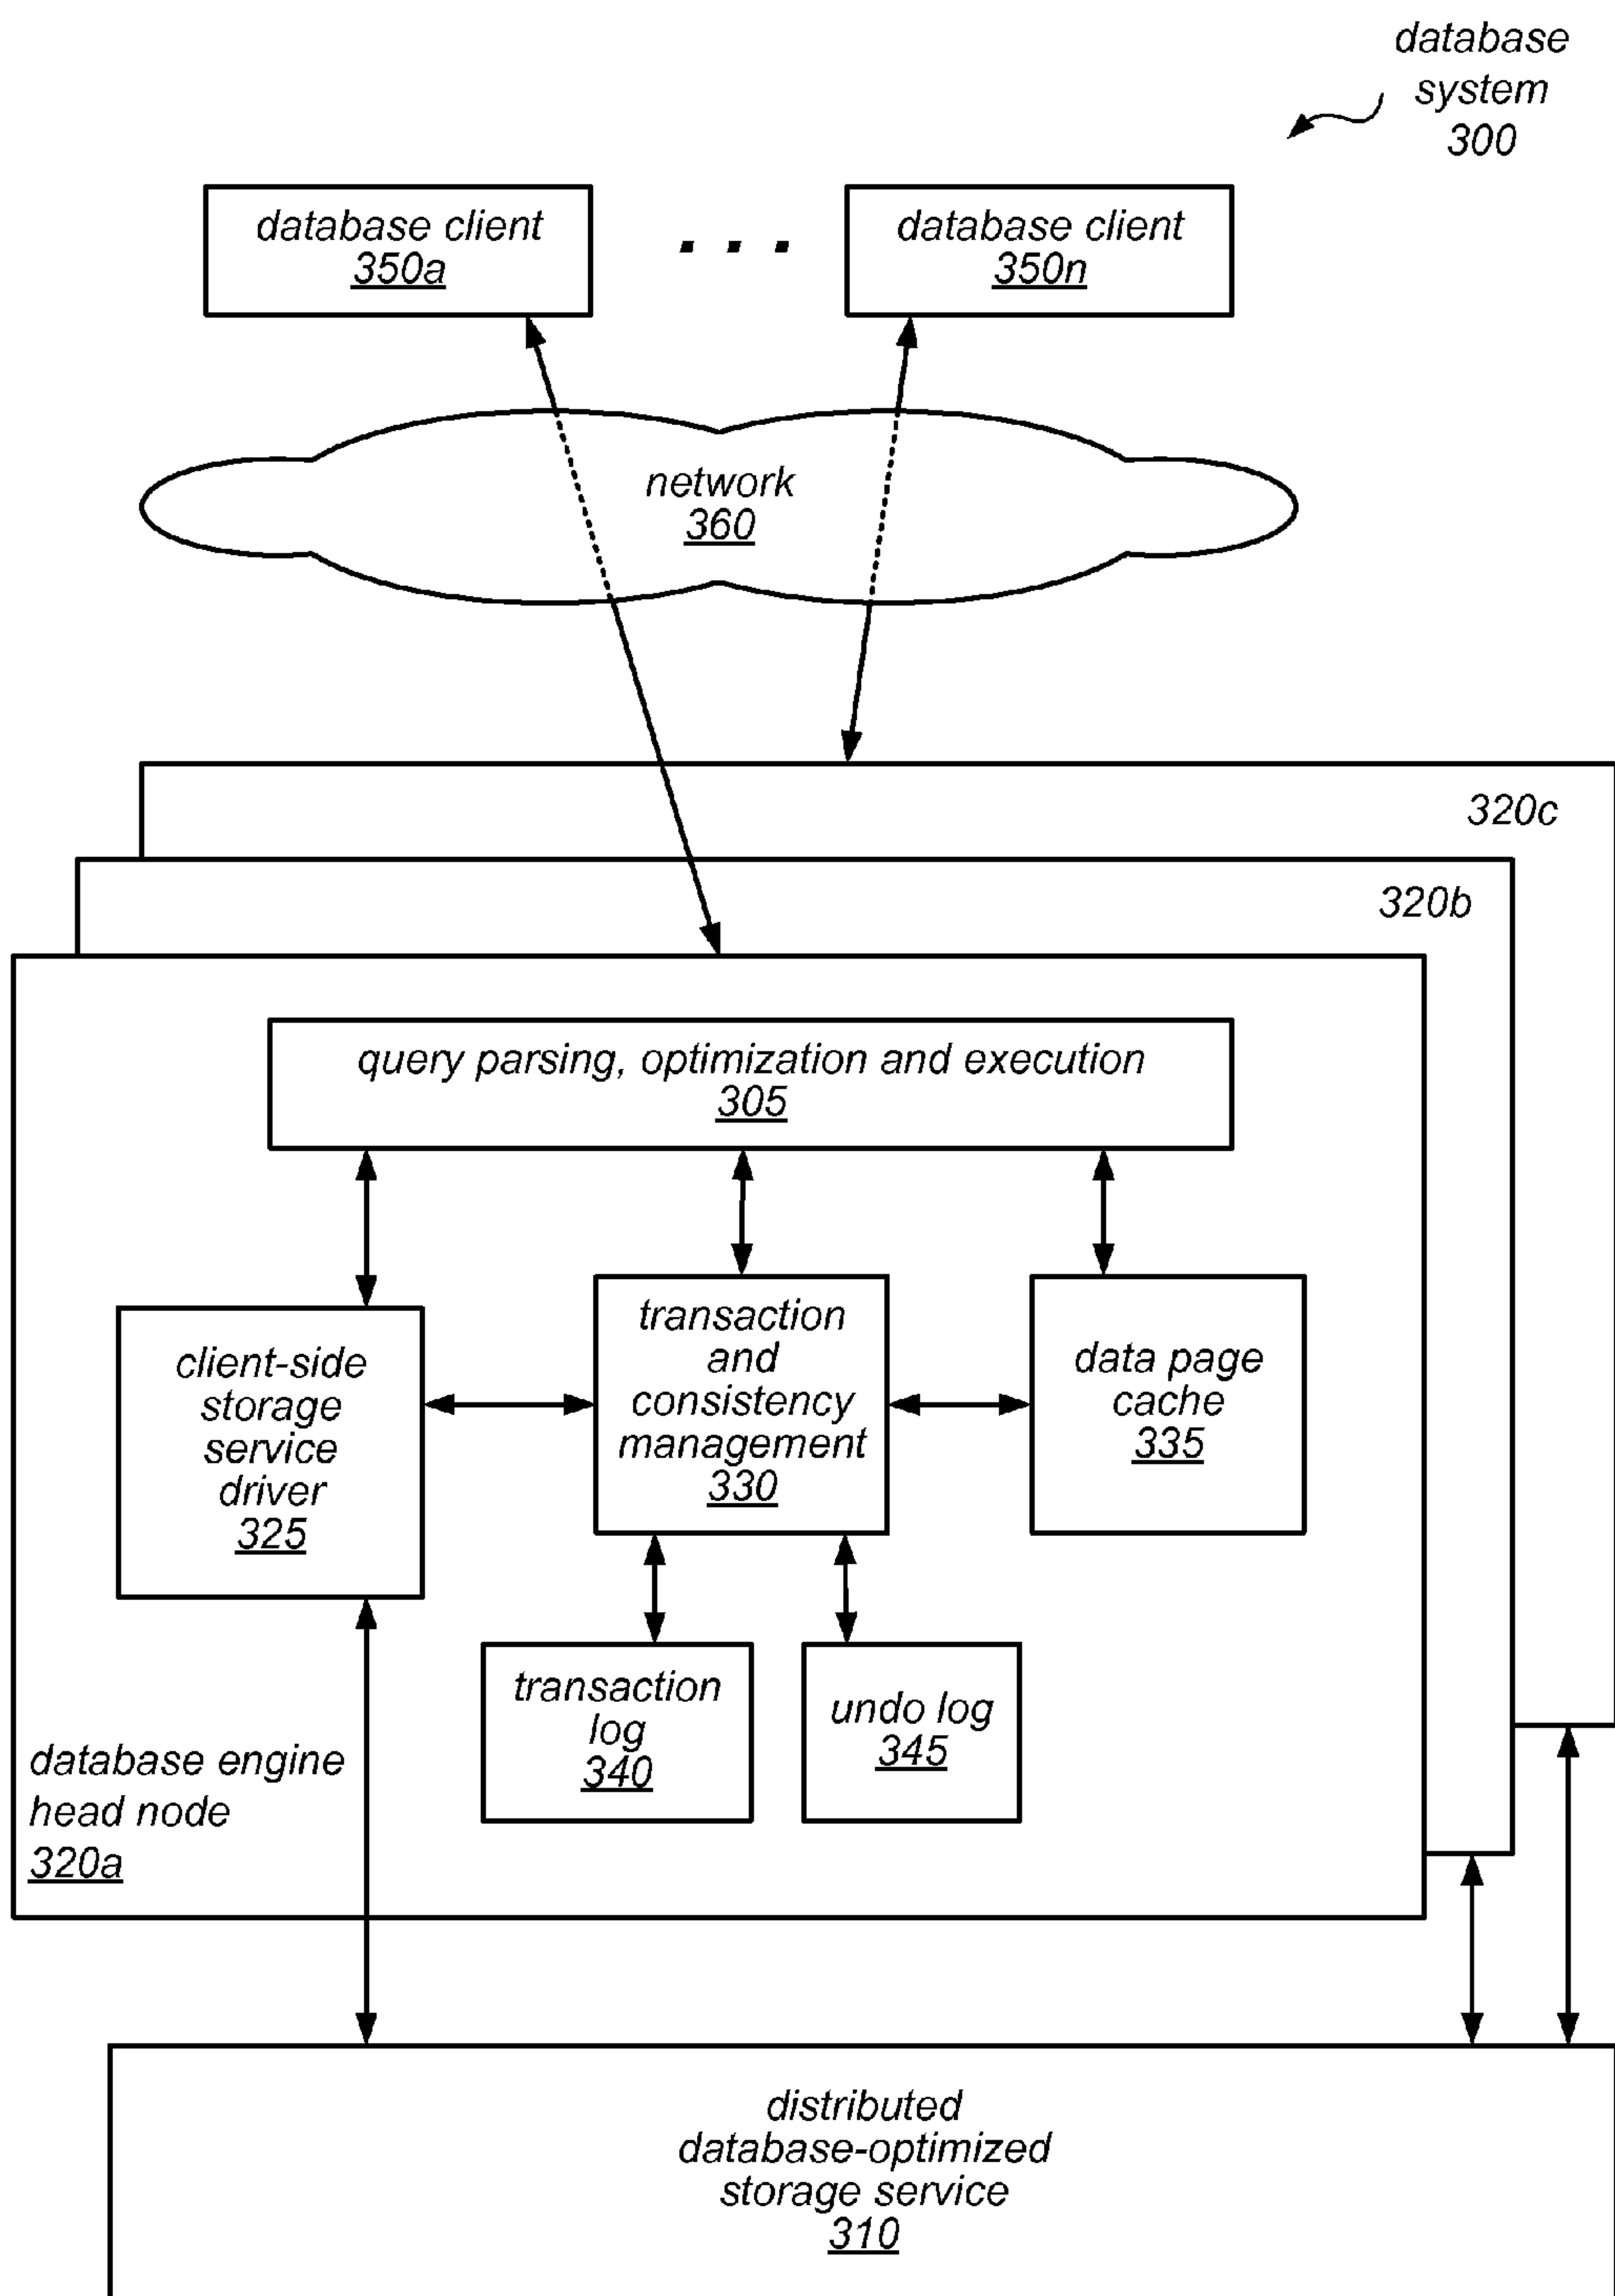 database
system
300
database client
350a
. . .
database client
350n
network
360
320c
320b
query parsing, optimization and execution
305
client-side
storage
service
driver
325
transaction
and
consistency
management
330
data page
cache
335
transaction
log
340
undo log
345
database engine
head node
320a
distributed
database-optimized
storage service
310